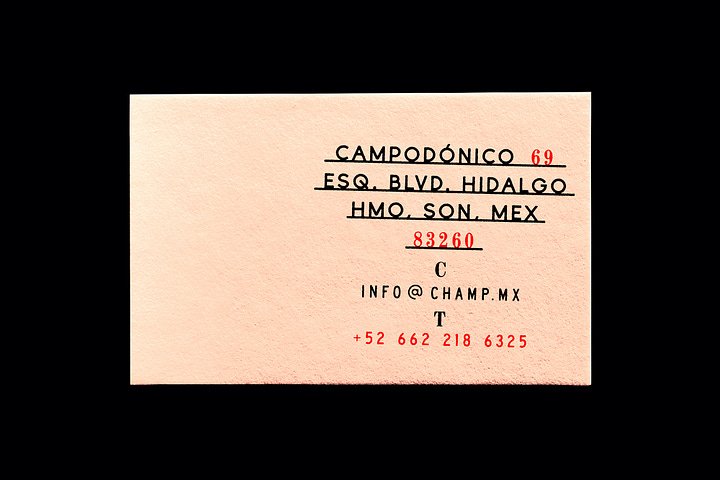 CAMPODÓNICO 69
ESQ. BLVD. HIDALGO
HMO, SON, MEX
83260
C
INFO@CHAMP.MX
T
+52 662 218 6325